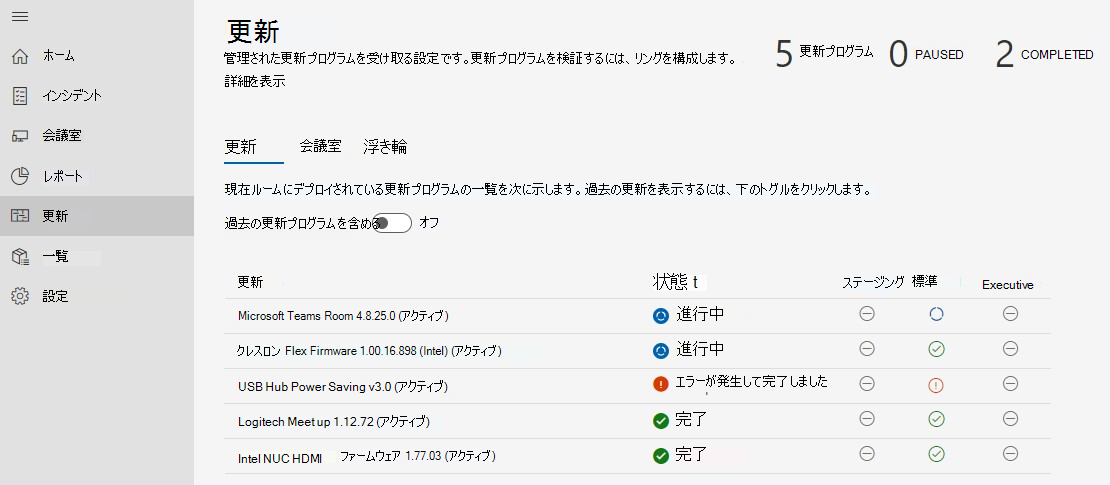 ホーム
インシデント
会議室
レポート
更新
一覧
設定
更新
管理された更新プログラムを受け取る設定です。更新プログラムを検証するには、リングを構成します。
詳細を表示
5 更新プログラム 0 PAUSED 2 COMPLETED
更新 会議室 浮き輪
現在ルームにデプロイされている更新プログラムの一覧を次に示します。過去の更新を表示するには、下のトグルをクリックします。
過去の更新プログラムを含める オフ
更新 状態 t ステージング 標準 Executive
Microsoft Teams Room 4.8.25.0 (アクティブ) 進行中
クレスロン Flex Firmware 1.00.16.898 (Intel) (アクティブ) 進行中
USB Hub Power Saving v3.0 (アクティブ) エラーが発生して完了しました
Logitech Meet up 1.12.72 (アクティブ) 完了
Intel NUC HDMI ファームウェア 1.77.03 (アクティブ) 完了